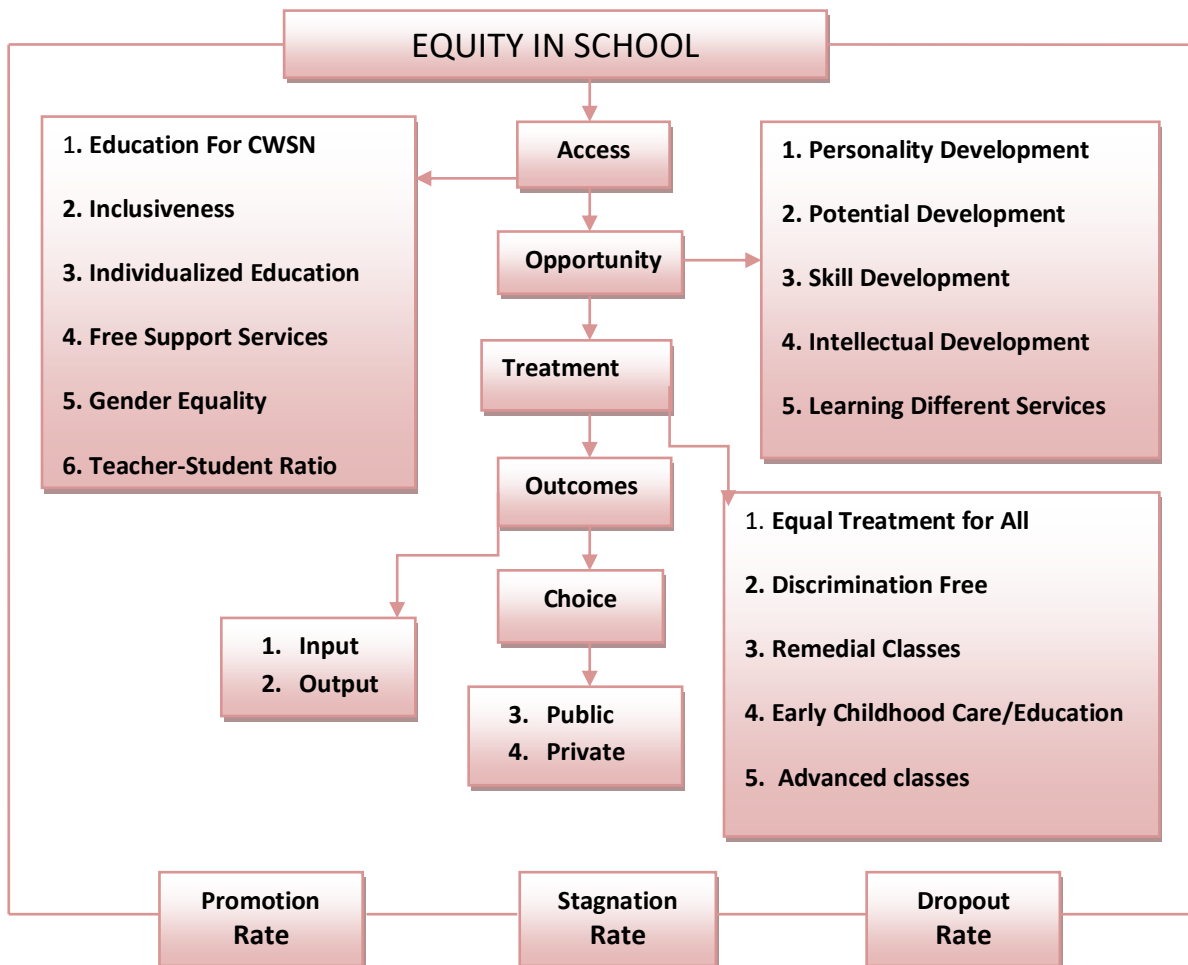 EQUITY IN SCHOOL
Access
1. Education For CWSN
2. Inclusiveness
3. Individualized Education
4. Free Support Services
5. Gender Equality
6. Teacher-Student Ratio
Opportunity
1. Personality Development
2. Potential Development
3. Skill Development
4. Intellectual Development
5. Learning Different Services
Treatment
1. Equal Treatment for All
2. Discrimination Free
3. Remedial Classes
4. Early Childhood Care/Education
5. Advanced classes
Outcomes
1. Input
2. Output
Choice
3. Public
4. Private
Promotion
Rate
Stagnation
Rate
Dropout
Rate